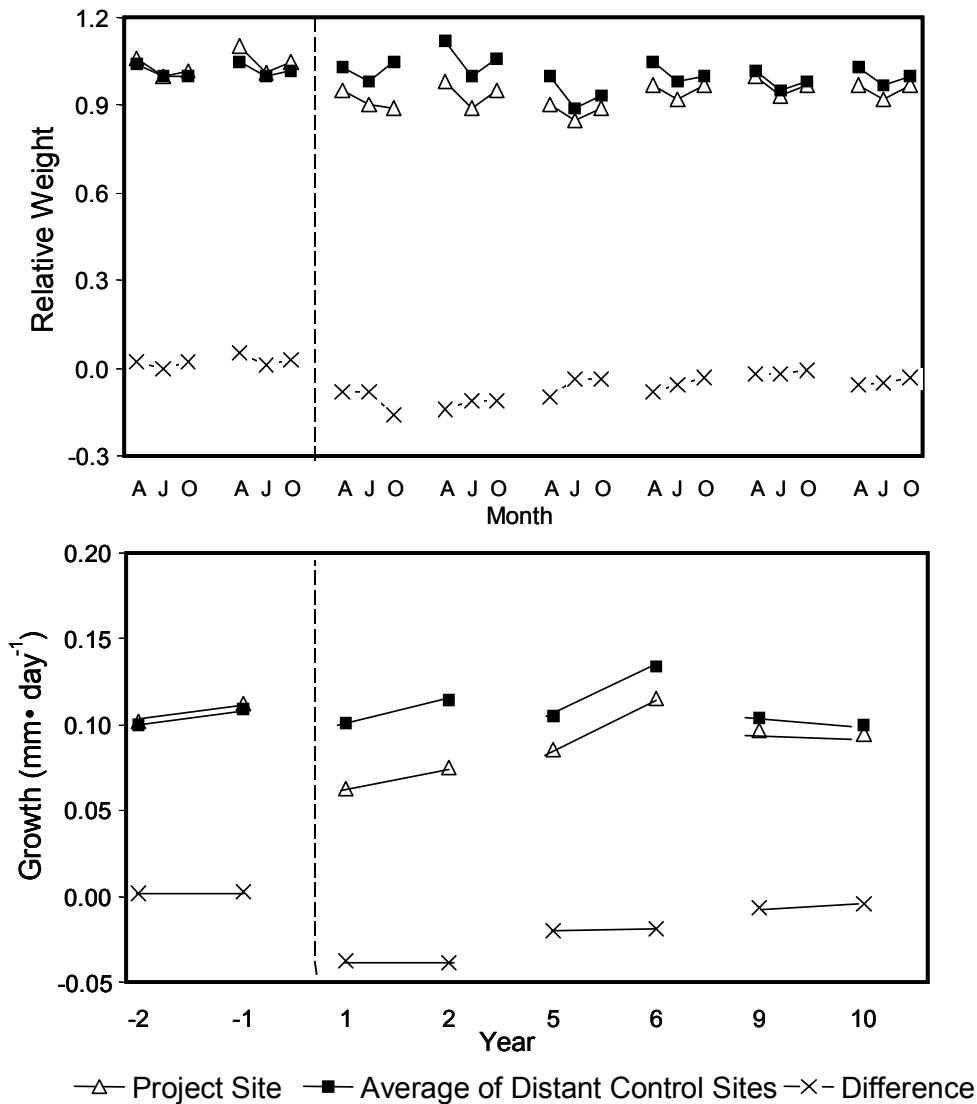 1.2
0.9
0.6
0.3
0.0
-0.3
Relative Weight
A J O A J O A J O A J O A J O A J O A J O A J O
Month
0.20
0.15
0.10
0.05
0.00
-0.05
Growth (mm• day-1)
-2 -1 1 2 5 6 9 10
Year
Project Site Average of Distant Control Sites Difference